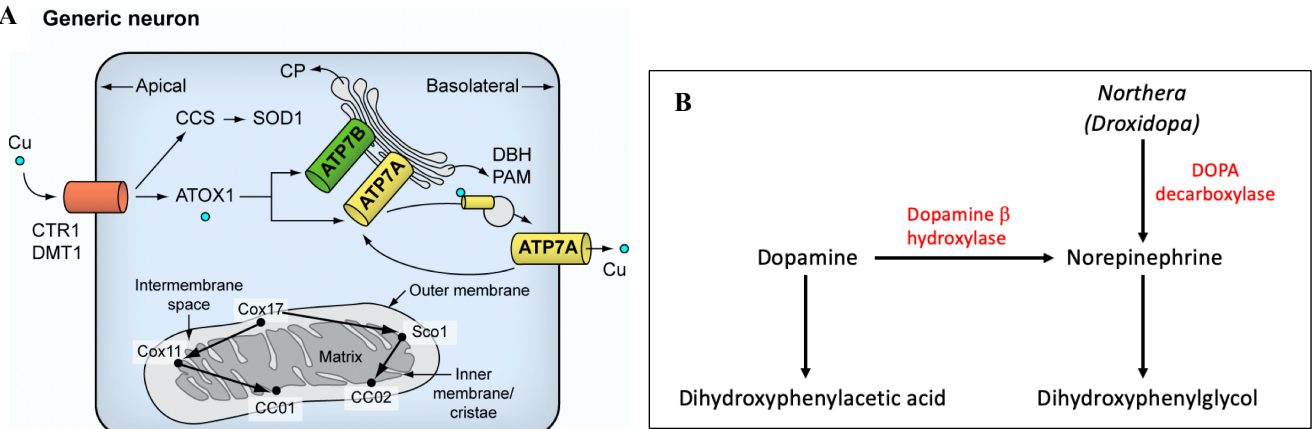 A
Generic neuron
Apical
Basolateral
CP
CCS
SOD1
Cu
ATP7B
ATP7A
DBH
PAM
ATOX1
CTR1
DMT1
ATP7A
Cu
Intermembrane
space
Outer membrane
Cox17
Sco1
Cox11
Matrix
CC01
CC02
Inner
membrane/
cristae
B
Northera
(Droxidopa)
DOPA
decarboxylase
Dopamine β
hydroxylase
Dopamine
Norepinephrine
Dihydroxyphenylacetic acid
Dihydroxyphenylglycol